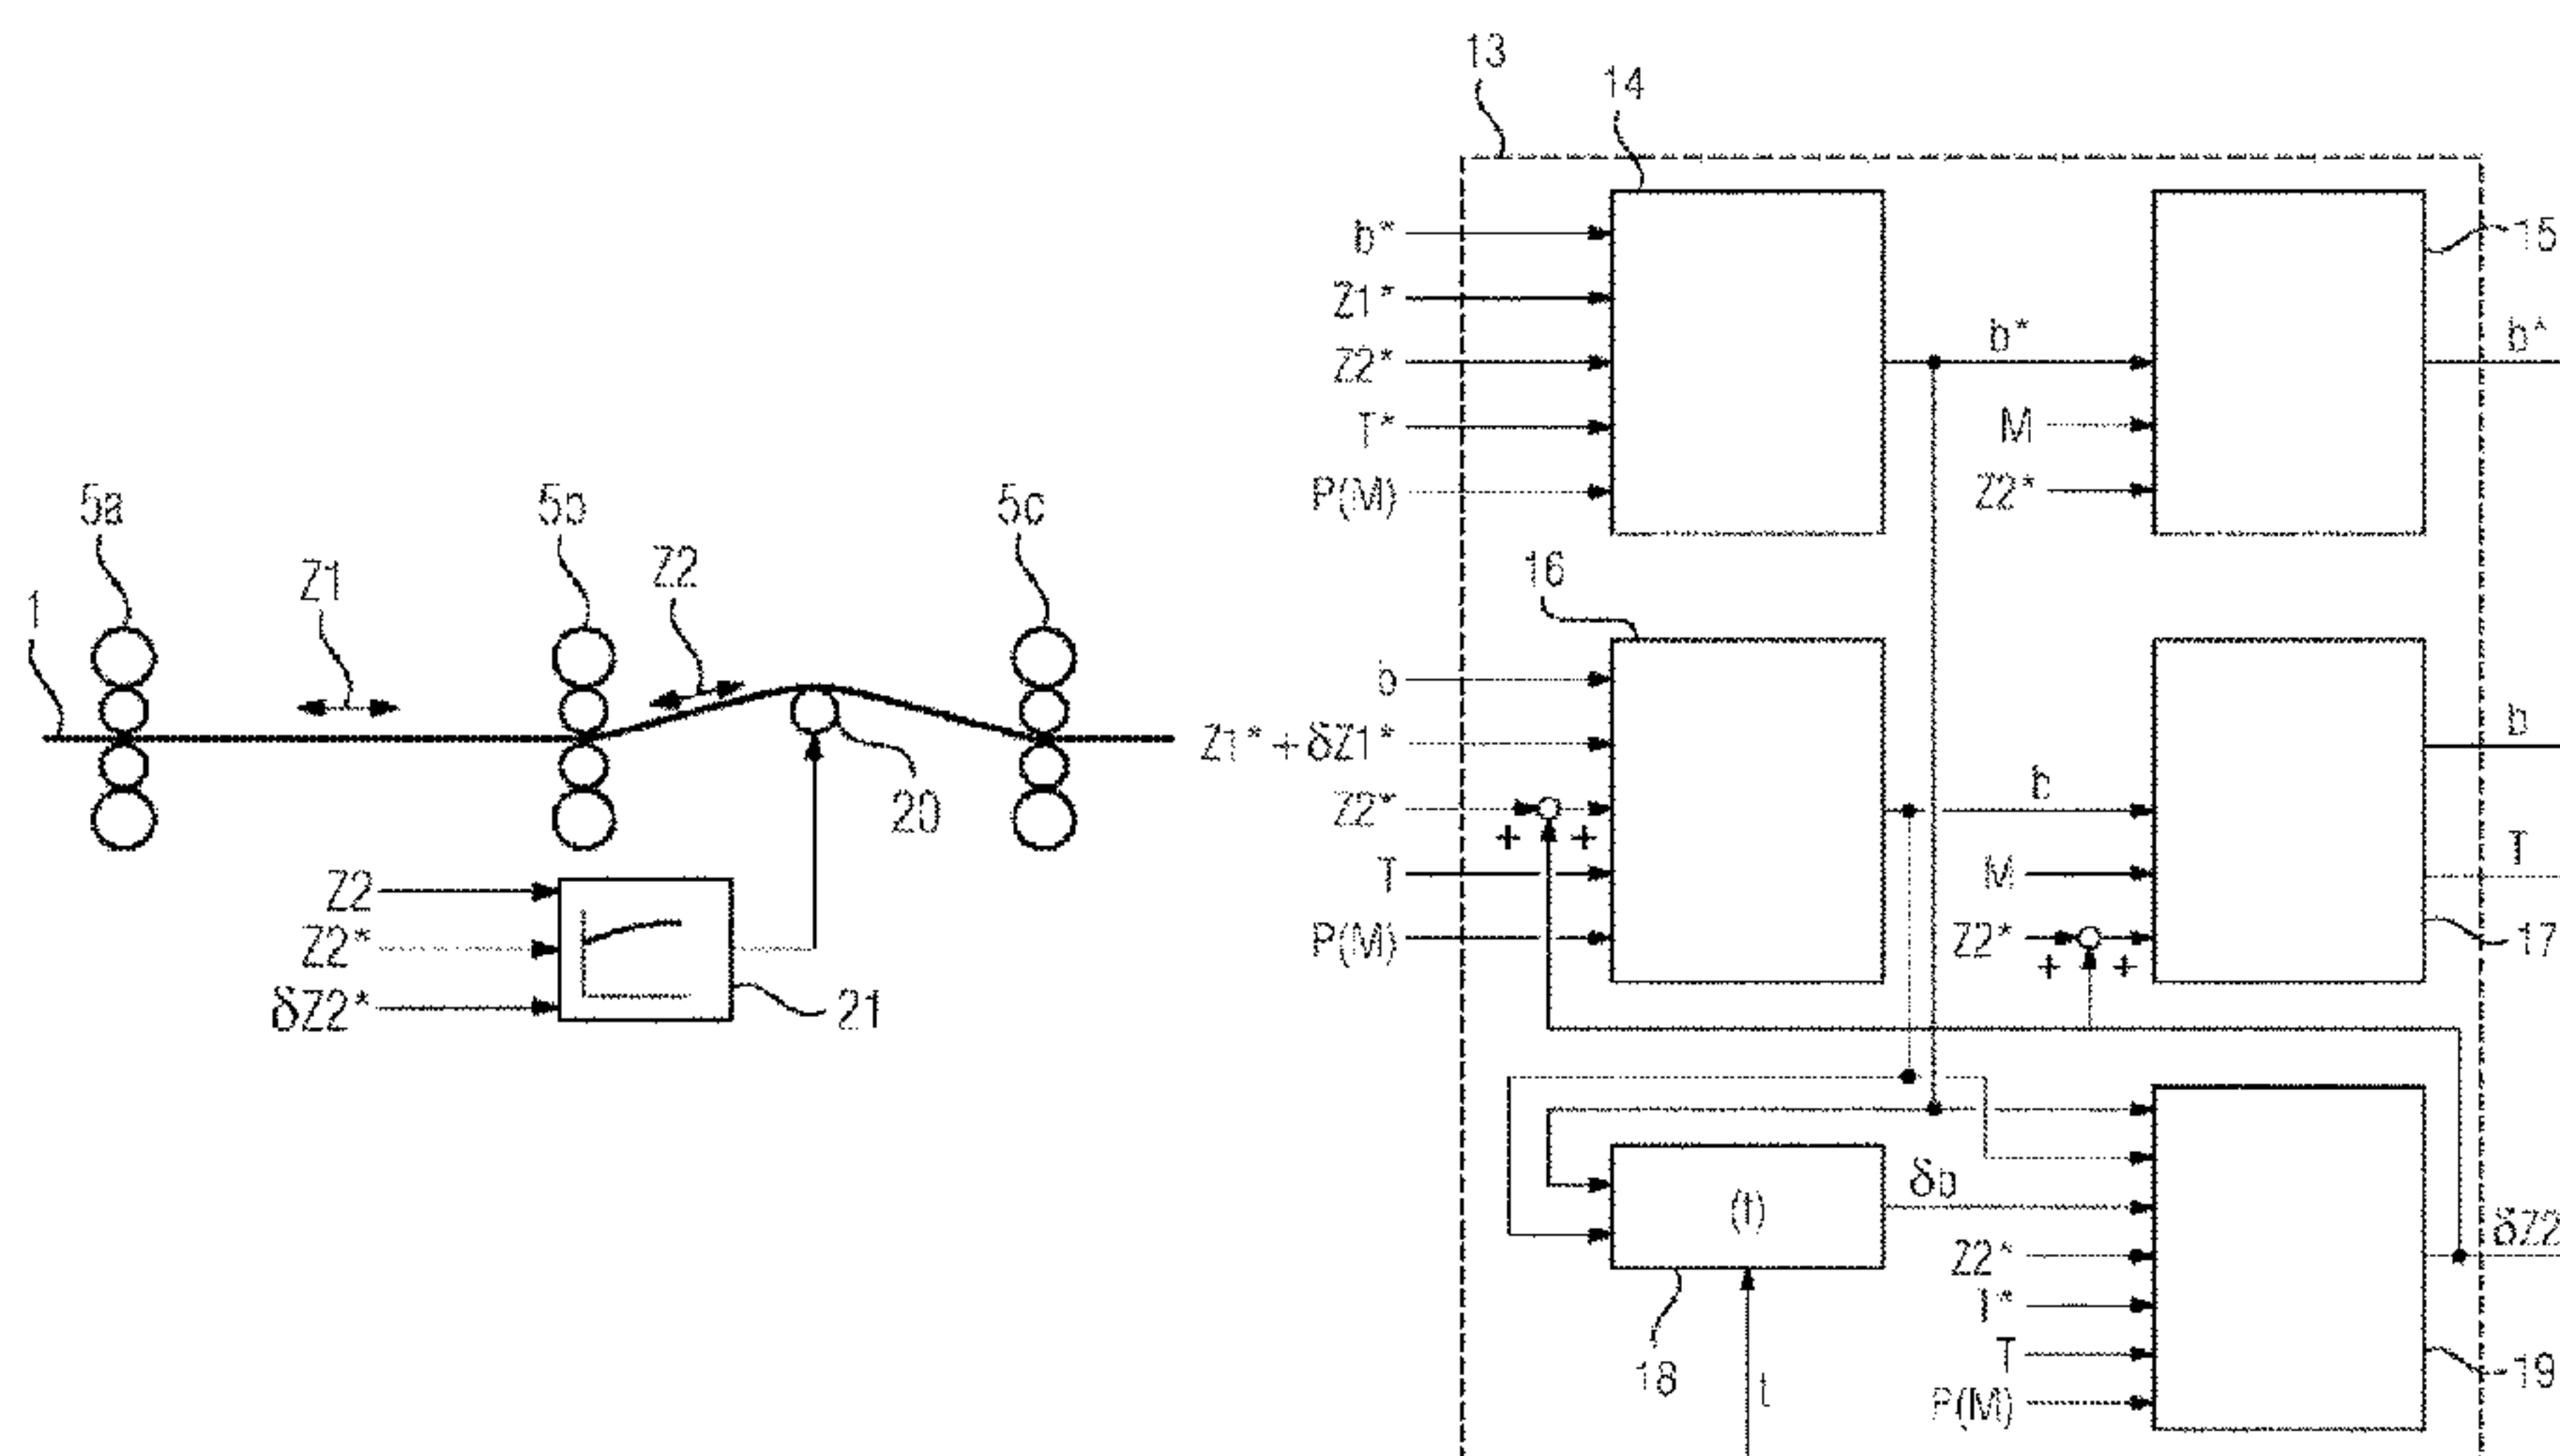 5a
5b
5c
Z1
Z2
1
20
Z2
Z2*
δZ2*
21
13
14
b*
Z1*
Z2*
T*
P(M)
b*
M
Z2*
15
b*
16
b
Z1*+δZ1*
Z2*
+ +
T
P(M)
b
M
Z2*
+ +
b
T
17
(t)
18
t
δb
Z2*
T*
T
P(M)
δZ2
19